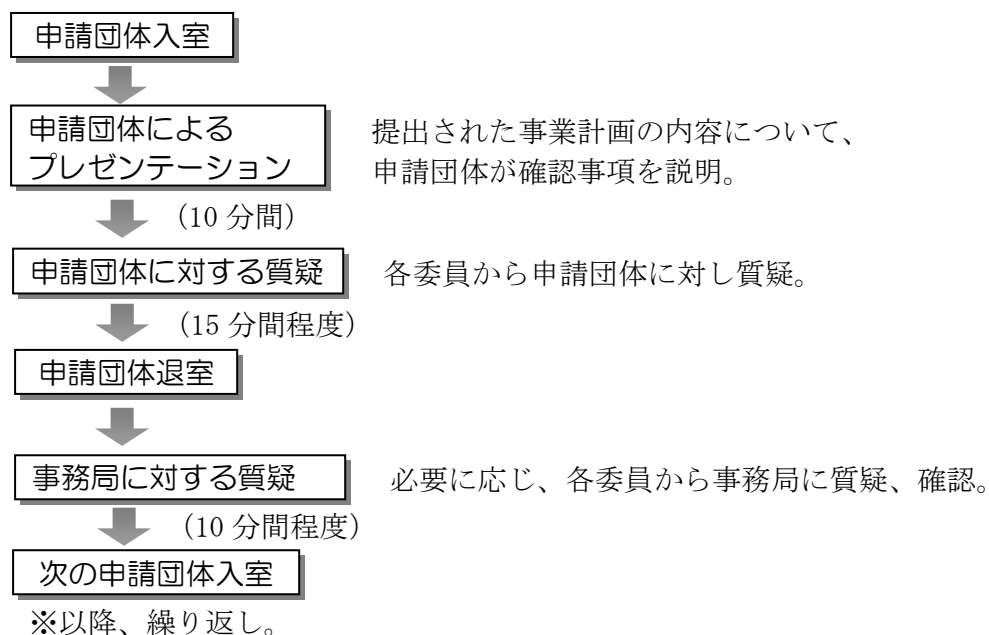 申請団体入室
申請団体による
プレゼンテーション
提出された事業計画の内容について、
申請団体が確認事項を説明。
（10 分間）
申請団体に対する質疑
各委員から申請団体に対し質疑。
（15 分間程度）
申請団体退室
事務局に対する質疑
必要に応じ、各委員から事務局に質疑、確認。
（10 分間程度）
次の申請団体入室
※以降、繰り返し。